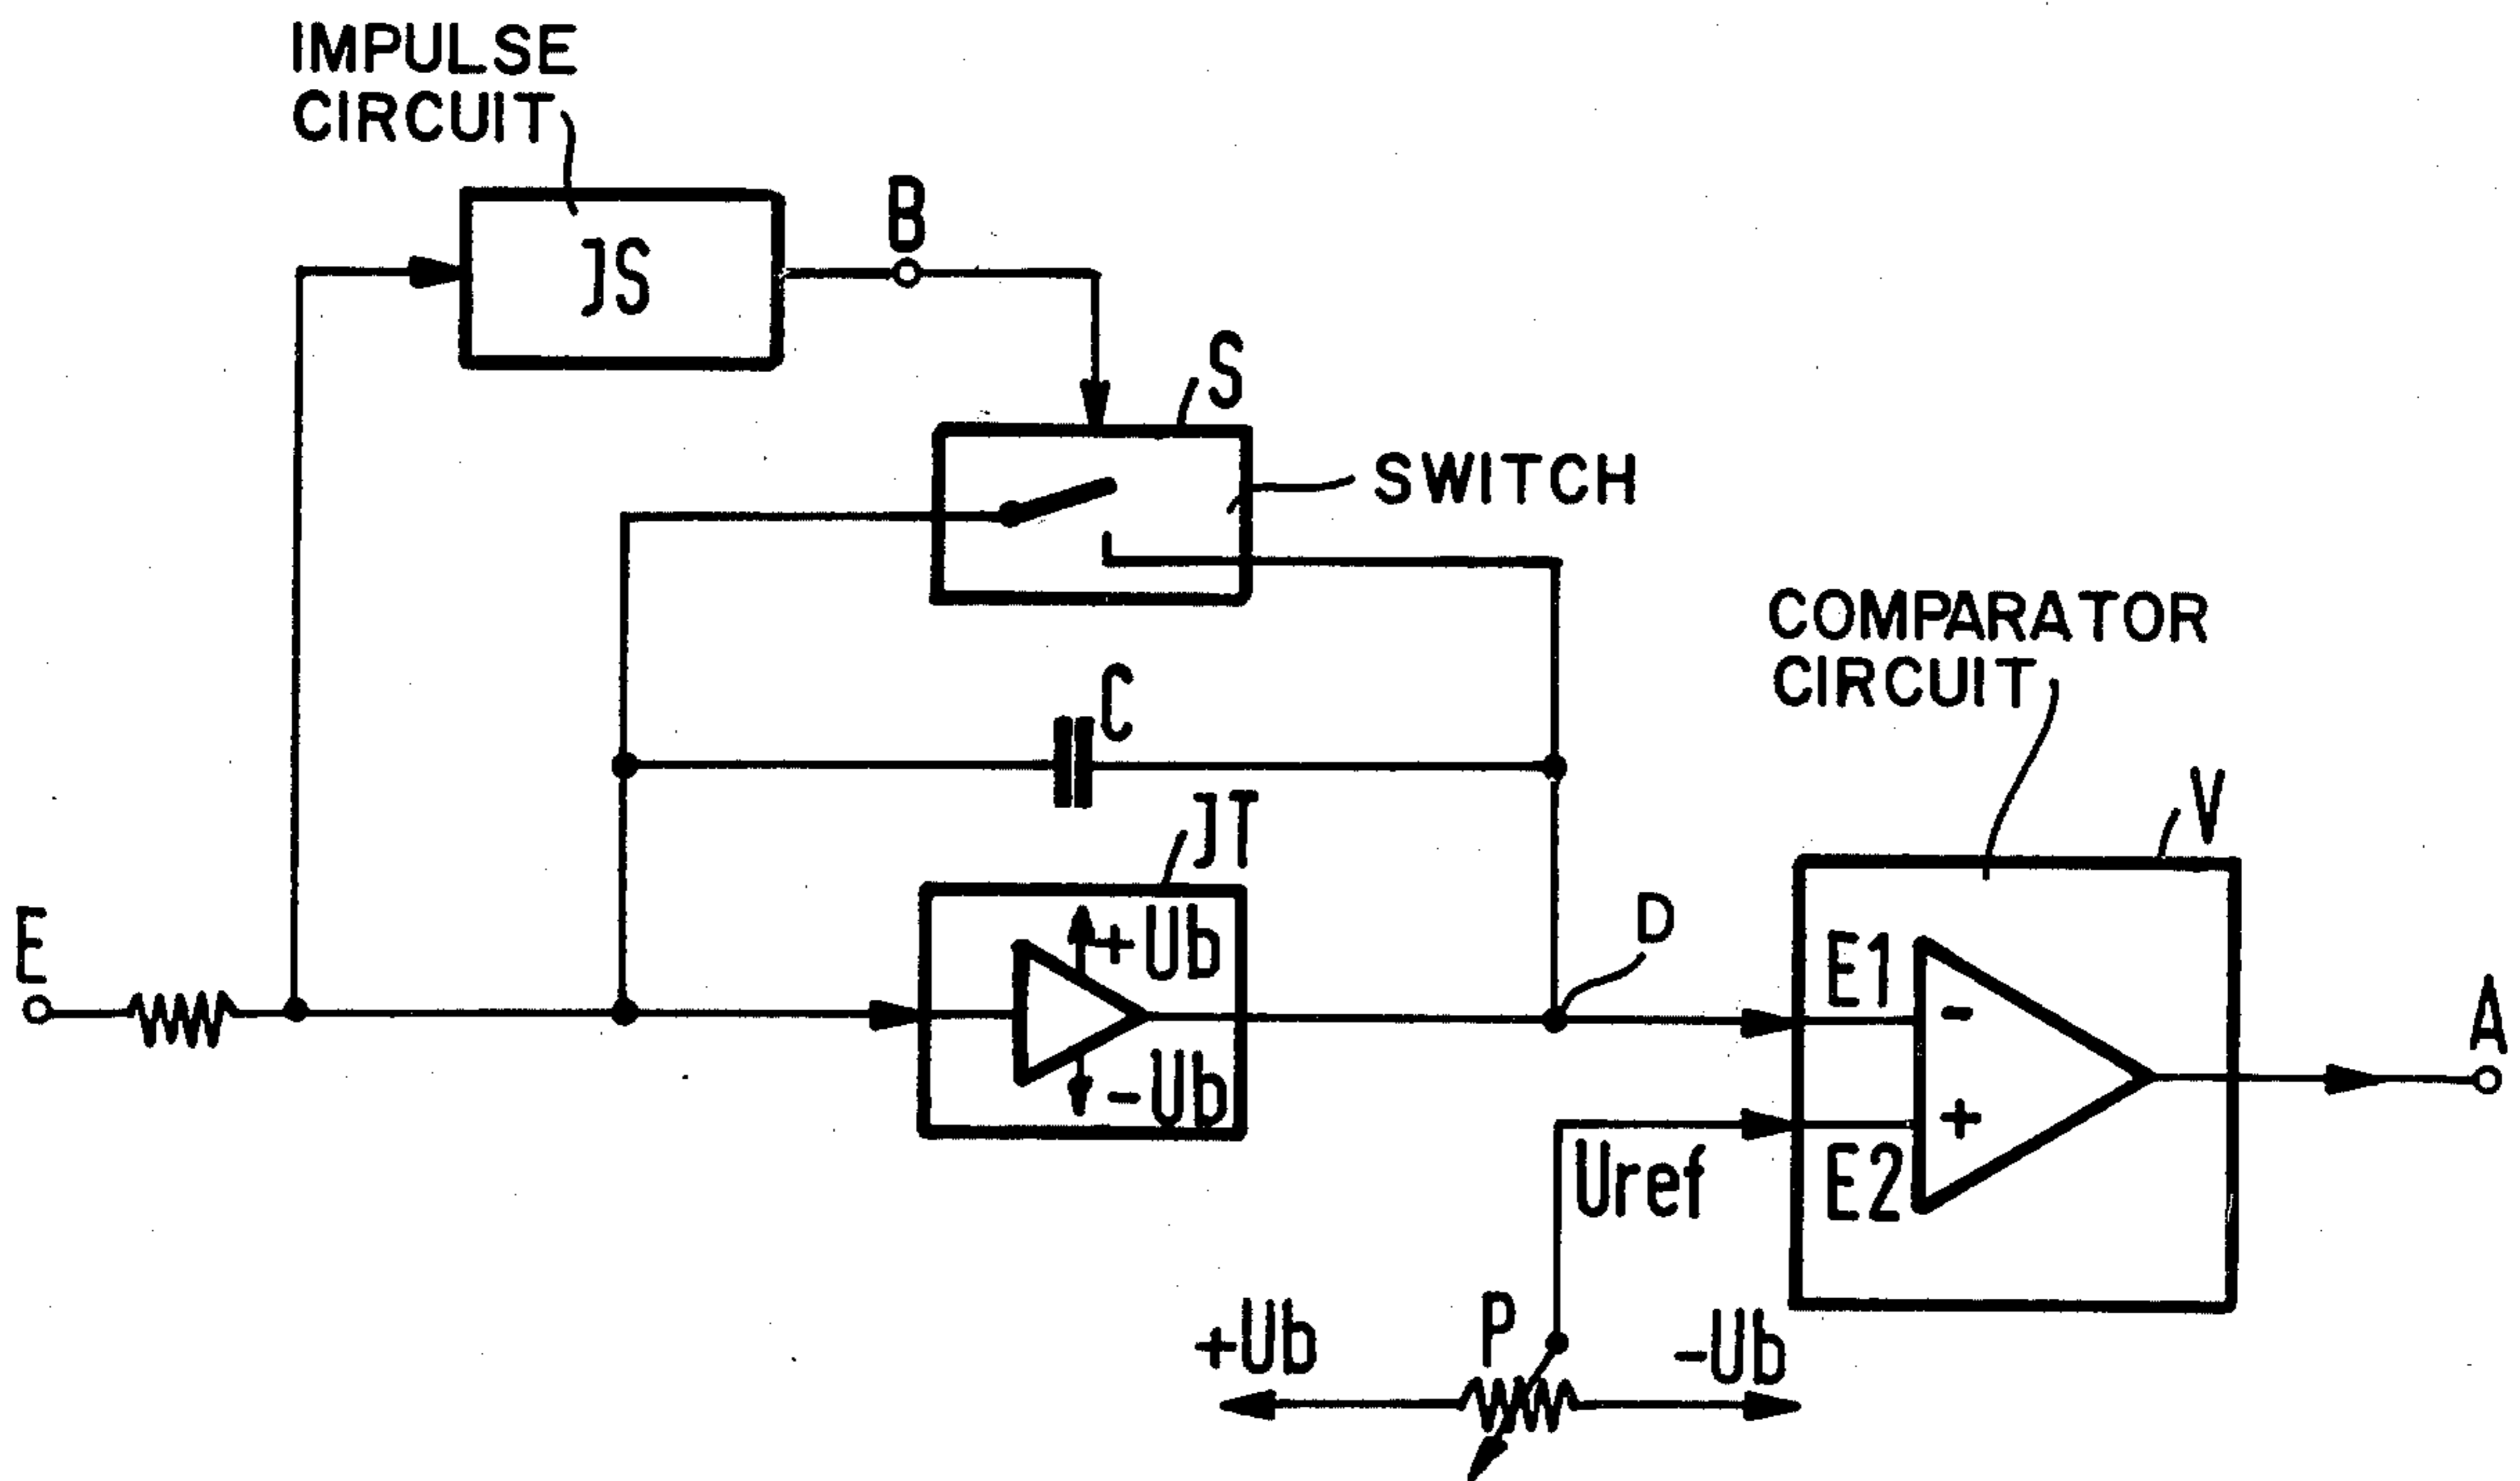 IMPULSE
CIRCUIT
JS
B
S
SWITCH
C
COMPARATOR
CIRCUIT
JT
V
E
+Ub
-Ub
D
E1
-
A
+
E2
Uref
P
+Ub
-Ub